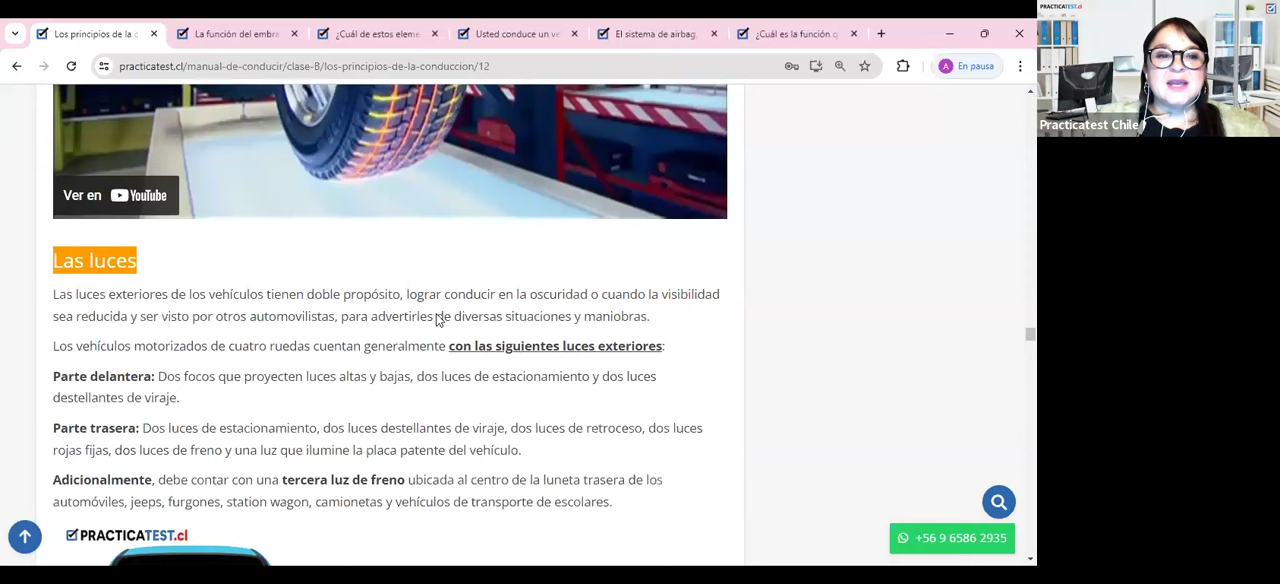 Los principios de la c
La función del embra
¿Cuál de estos eleme
Usted conduce un ve
El sistema de airbag,
¿Cuál es la función q
practicatest.cl/manual-de-conducir/clase-B/los-principios-de-la-conduccion/12
A
En pausa
PRACTICATEST.cl
Practicatest Chile
Ver en YouTube
Las luces
Las luces exteriores de los vehículos tienen doble propósito, lograr conducir en la oscuridad o cuando la visibilidad
sea reducida y ser visto por otros automovilistas, para advertirles de diversas situaciones y maniobras.
Los vehículos motorizados de cuatro ruedas cuentan generalmente con las siguientes luces exteriores:
Parte delantera: Dos focos que proyecten luces altas y bajas, dos luces de estacionamiento y dos luces
destellantes de viraje.
Parte trasera: Dos luces de estacionamiento, dos luces destellantes de viraje, dos luces de retroceso, dos luces
rojas fijas, dos luces de freno y una luz que ilumine la placa patente del vehículo.
Adicionalmente, debe contar con una tercera luz de freno ubicada al centro de la luneta trasera de los
automóviles, jeeps, furgones, station wagon, camionetas y vehículos de transporte de escolares.
PRACTICATEST.cl
+56 9 6586 2935